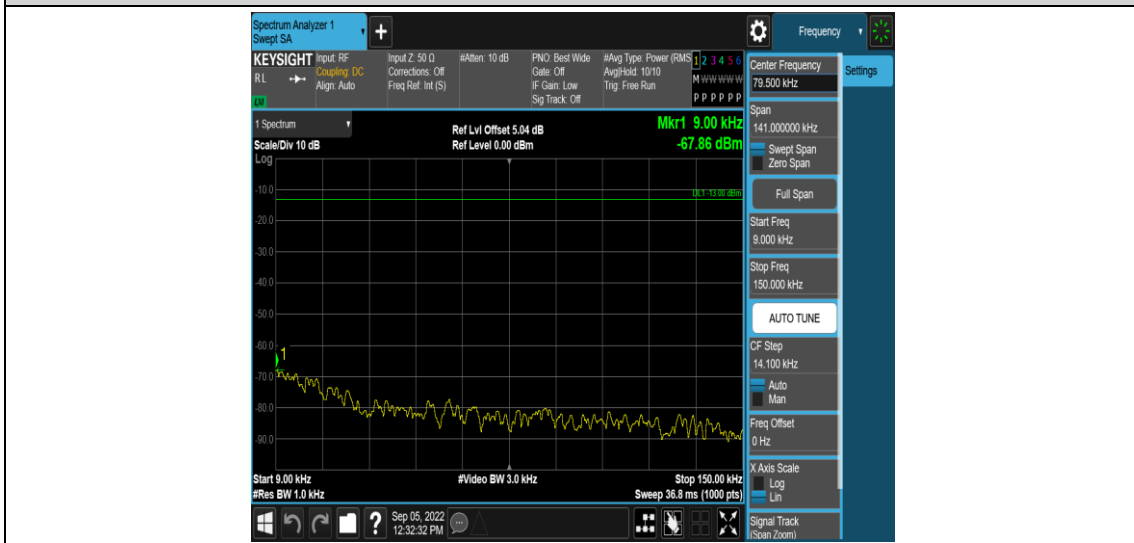 Spectrum Analyzer 1
Swept SA
+
Frequency
KEYSIGHT
RL
LXI
Input: RF
Coupling: DC
Align: Auto
Input Z: 50 Ω
Corrections: Off
Freq Ref: Int (S)
#Atten: 10 dB
PNO: Best Wide
Gate: Off
IF Gain: Low
Sig Track: Off
#Avg Type: Power (RMS
Avg|Hold: 10/10
Trig: Free Run
1 2 3 4 5 6
M W W W W W
P P P P P P
Center Frequency
79.500 kHz
Settings
Span
141.000000 kHz
Swept Span
Zero Span
Full Span
Start Freq
9.000 kHz
Stop Freq
150.000 kHz
AUTO TUNE
CF Step
14.100 kHz
Auto
Man
Freq Offset
0 Hz
X Axis Scale
Log
Lin
Signal Track
(Span Zoom)
1 Spectrum
Scale/Div 10 dB
Ref Lvl Offset 5.04 dB
Ref Level 0.00 dBm
Mkr1 9.00 kHz
-67.86 dBm
Log
DL1 -13.00 dBm
-10.0
-20.0
-30.0
-40.0
-50.0
-60.0
1
-70.0
-80.0
-90.0
Start 9.00 kHz
#Video BW 3.0 kHz
Stop 150.00 kHz
#Res BW 1.0 kHz
Sweep 36.8 ms (1000 pts)
?
Sep 05, 2022
12:32:32 PM